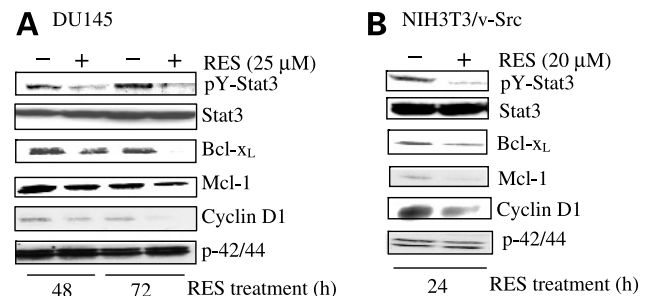 A DU145
− + − + RES (25 μM)
pY-Stat3
Stat3
Bcl-xL
Mcl-1
Cyclin D1
p-42/44
48 72 RES treatment (h)
B NIH3T3/v-Src
− + RES (20 μM)
pY-Stat3
Stat3
Bcl-xL
Mcl-1
Cyclin D1
p-42/44
24 RES treatment (h)